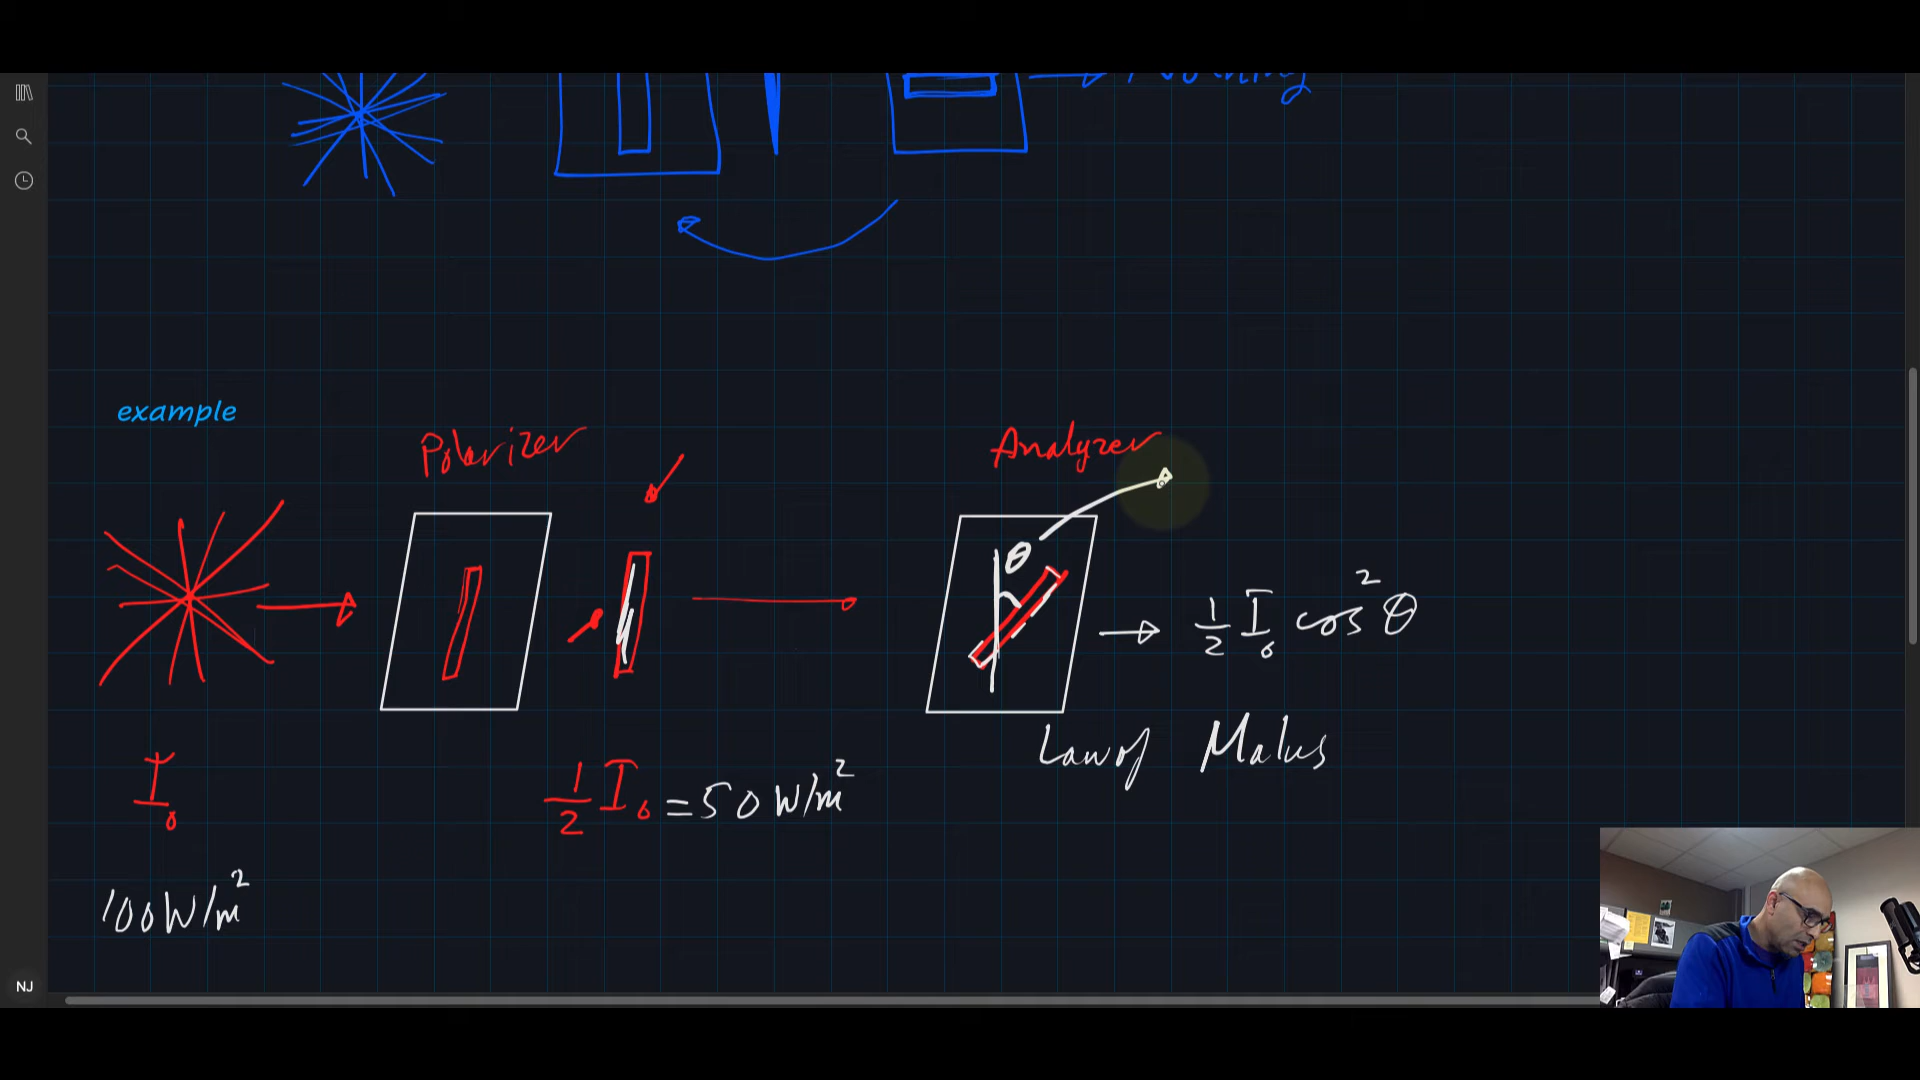 Nothing
example
Polarizer
Analyzer
θ
1/2 I₀ cos²θ
Law of Malus
I₀
1/2 I₀ = 50 W/m²
100 W/m²
NJ